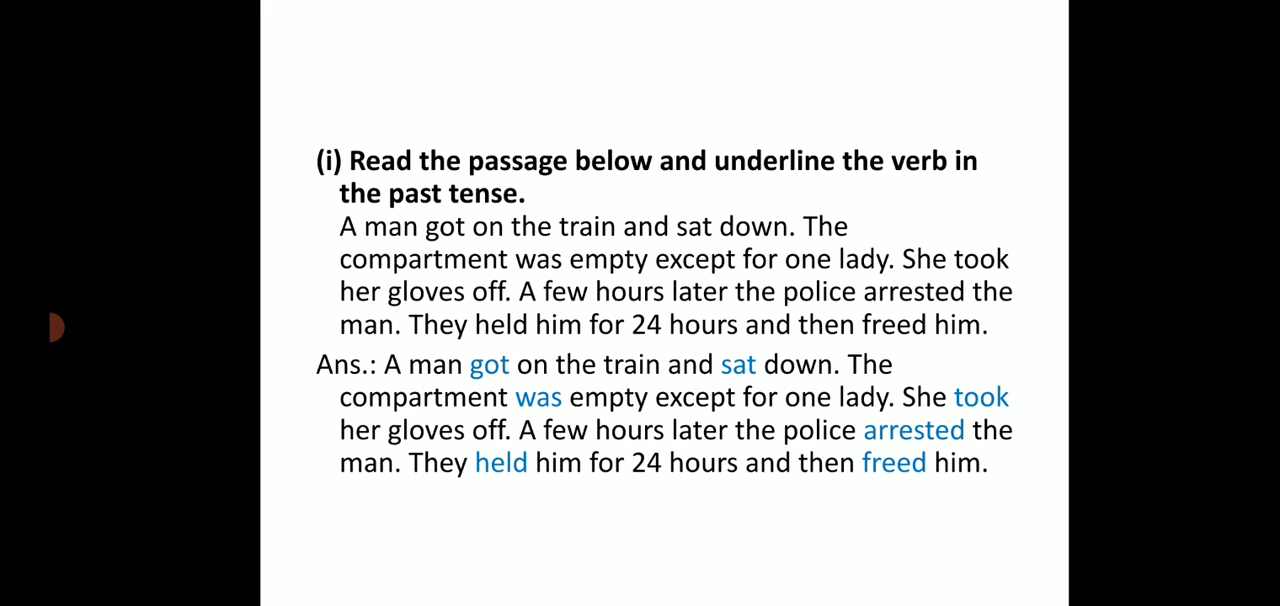 (i) Read the passage below and underline the verb in
the past tense.
A man got on the train and sat down. The
compartment was empty except for one lady. She took
her gloves off. A few hours later the police arrested the
man. They held him for 24 hours and then freed him.
Ans.: A man got on the train and sat down. The
compartment was empty except for one lady. She took
her gloves off. A few hours later the police arrested the
man. They held him for 24 hours and then freed him.